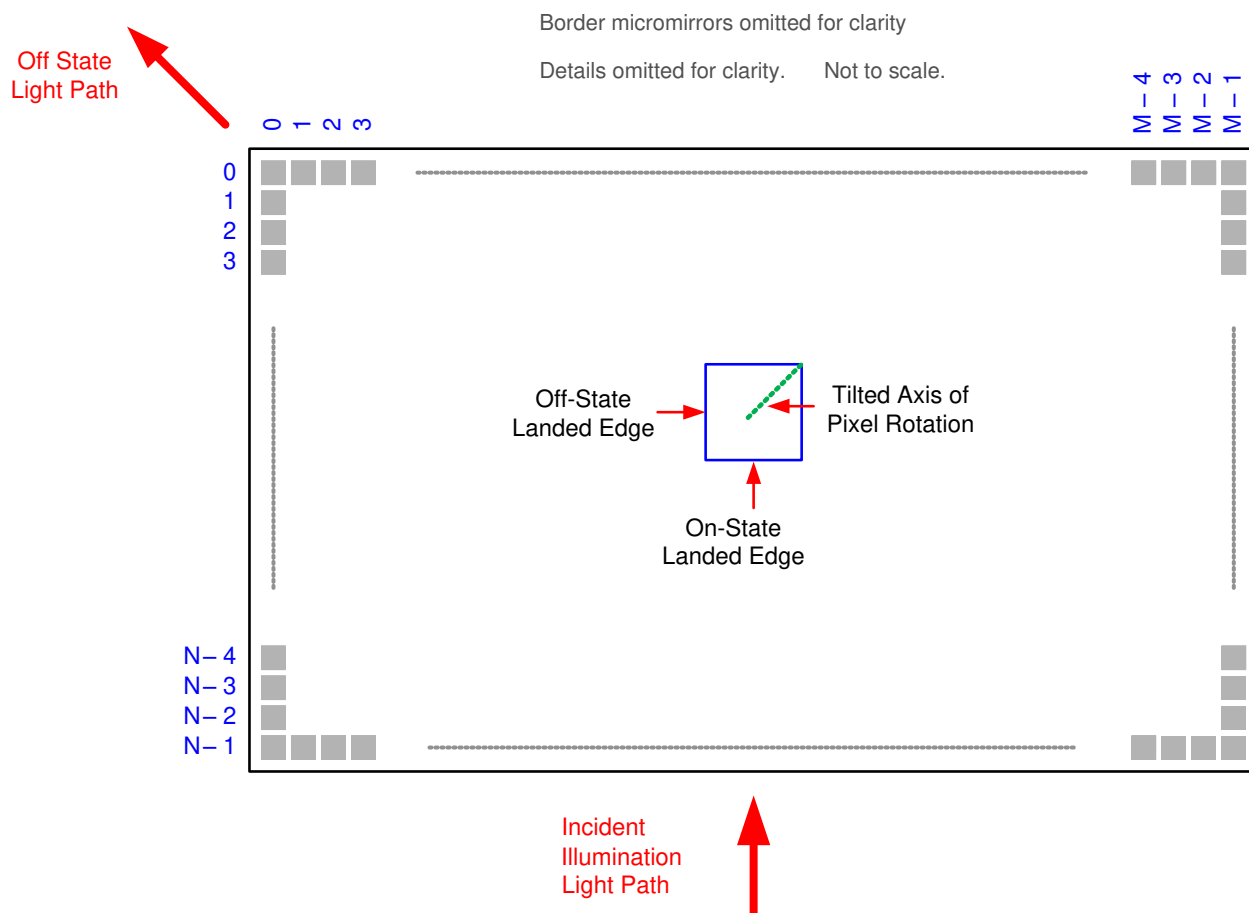 Border micromirrors omitted for clarity
Details omitted for clarity. Not to scale.
Off State
Light Path
0
1
2
3
M – 4
M – 3
M – 2
M – 1
0
1
2
3
Off-State
Landed Edge
Tilted Axis of
Pixel Rotation
On-State
Landed Edge
N – 4
N – 3
N – 2
N – 1
Incident
Illumination
Light Path